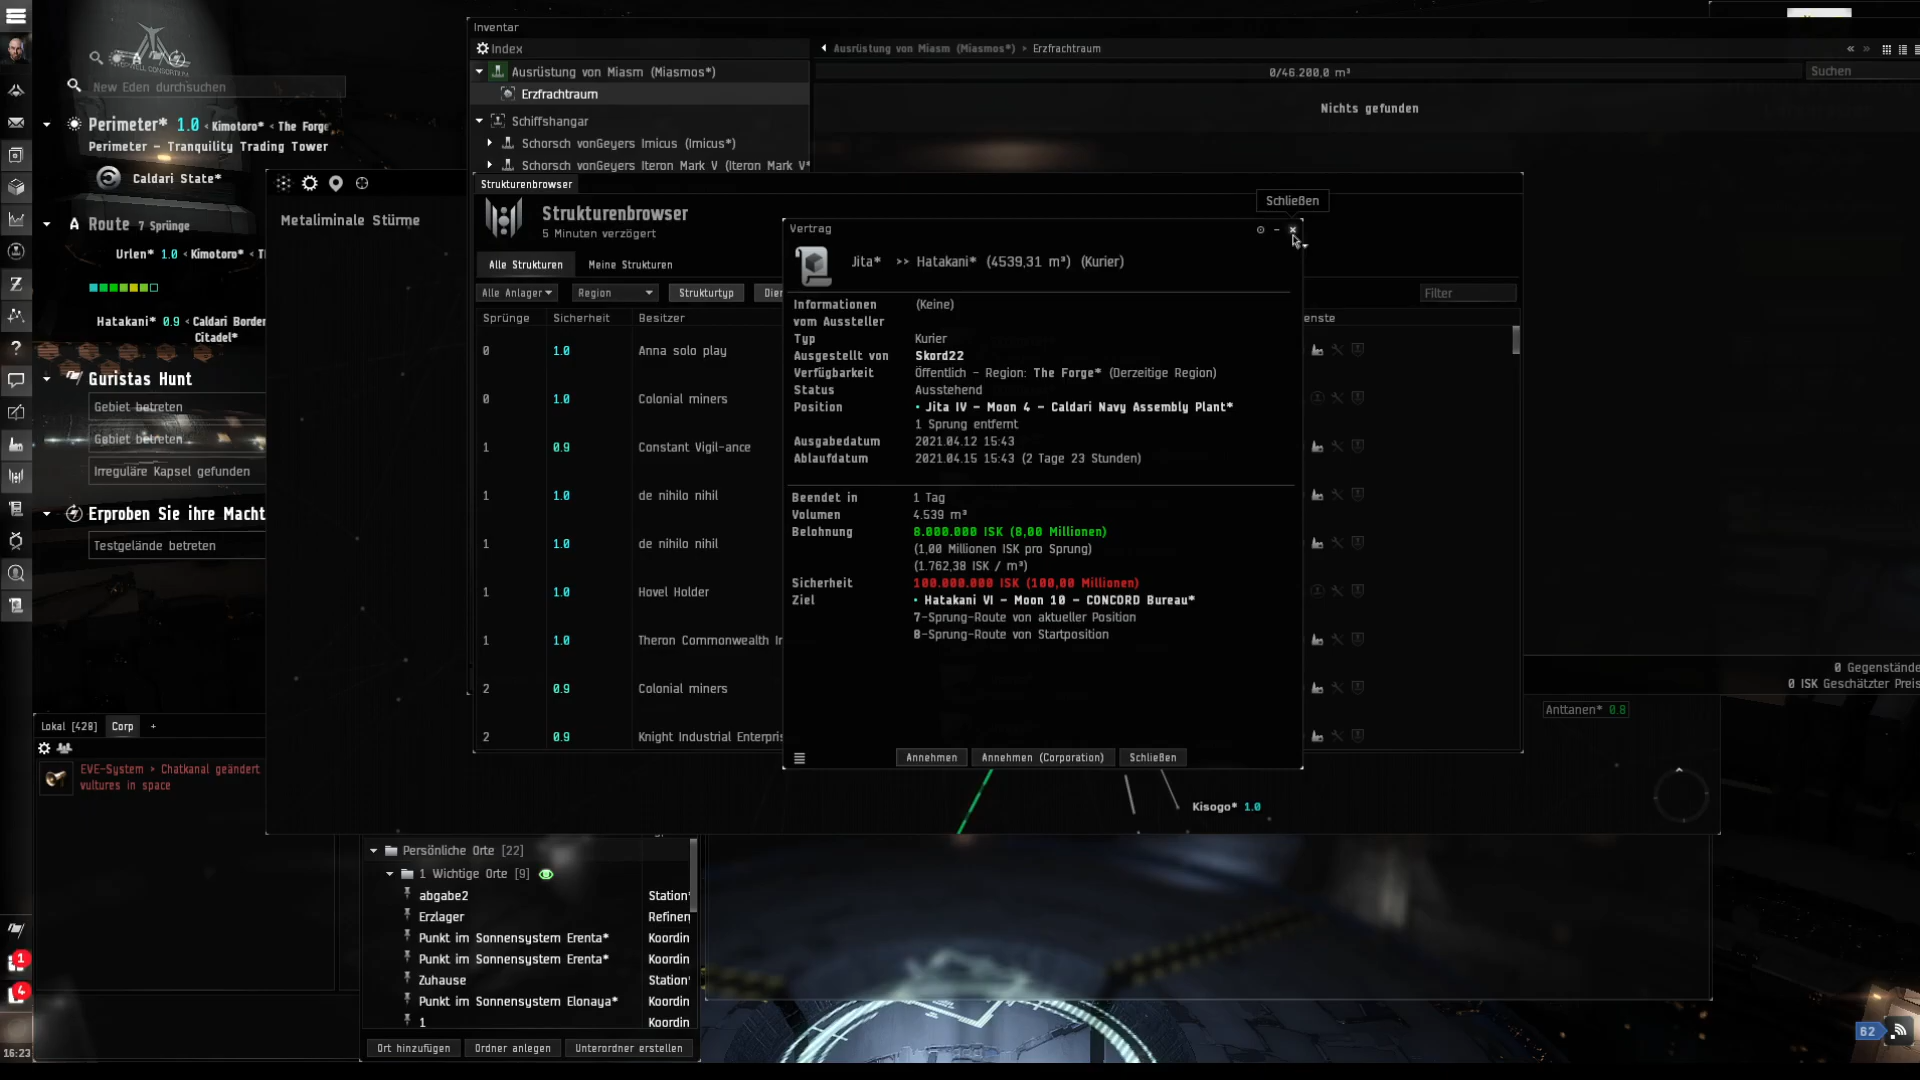 Inventar
Index
Ausrüstung von Miasm (Miasmos*) › Erzfrachtraum
Ausrüstung von Miasm (Miasmos*)
0/46.200,0 m³
Suchen
New Eden durchsuchen
Erzfrachtraum
Nichts gefunden
Perimeter* 1.0 ‹ Kimotoro* ‹ The Forge
Schiffshangar
Perimeter - Tranquility Trading Tower
Schorsch vonGeyers Imicus (Imicus*)
Schorsch vonGeyers Iteron Mark V (Iteron Mark V*
Caldari State*
Strukturenbrowser
Schließen
Metaliminale Stürme
Strukturenbrowser
5 Minuten verzögert
Route 7 Sprünge
Urlen* 1.0 ‹ Kimotoro*
Alle Strukturen
Meine Strukturen
Alle Anlager
Region
Strukturtyp
Filter
Sprünge
Sicherheit
Besitzer
enste
Hatakani* 0.9 ‹ Caldari Border
Citadel*
0 1.0 Anna solo play
0 1.0 Colonial miners
1 0.9 Constant Vigil-ance
1 1.0 de nihilo nihil
1 1.0 de nihilo nihil
1 1.0 Hovel Holder
1 1.0 Theron Commonwealth
2 0.9 Colonial miners
2 0.9 Knight Industrial
Guristas Hunt
Gebiet betreten
Gebiet betreten
Irreguläre Kapsel gefunden
Erproben Sie ihre Macht
Testgelände betreten
Vertrag
Jita* >> Hatakani* (4539,31 m³) (Kurier)
Informationen (Keine)
vom Aussteller
Typ Kurier
Ausgestellt von Skord22
Verfügbarkeit Öffentlich - Region: The Forge* (Derzeitige Region)
Status Ausstehend
Position • Jita IV - Moon 4 - Caldari Navy Assembly Plant*
1 Sprung entfernt
Ausgabedatum 2021.04.12 15:43
Ablaufdatum 2021.04.15 15:43 (2 Tage 23 Stunden)
Beendet in 1 Tag
Volumen 4.539 m³
Belohnung 8.000.000 ISK (8,00 Millionen)
(1,00 Millionen ISK pro Sprung)
(1.762,38 ISK / m³)
Sicherheit 100.000.000 ISK (100,00 Millionen)
Ziel • Hatakani VI - Moon 10 - CONCORD Bureau*
7-Sprung-Route von aktueller Position
8-Sprung-Route von Startposition
Annehmen
Annehmen (Corporation)
Schließen
0 Gegenstände
0 ISK Geschätzter Preis
Anttanen* 0.8
Kisogo* 1.0
Lokal [428]
Corp
+
EVE-System > Chatkanal geändert
vultures in space
Persönliche Orte [22]
1 Wichtige Orte [9]
abgabe2 Station
Erzlager Refinery
Punkt im Sonnensystem Erenta* Koordin
Punkt im Sonnensystem Erenta* Koordin
Zuhause Station
Punkt im Sonnensystem Elonaya* Koordin
1 Koordin
Ort hinzufügen
Ordner anlegen
Unterordner erstellen
1
4
16:23
62